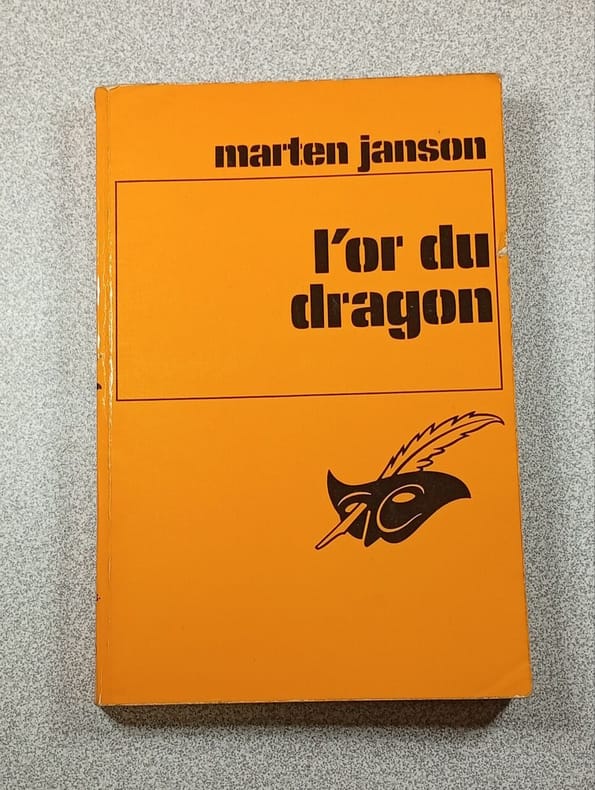 marten janson
l'or du
dragon